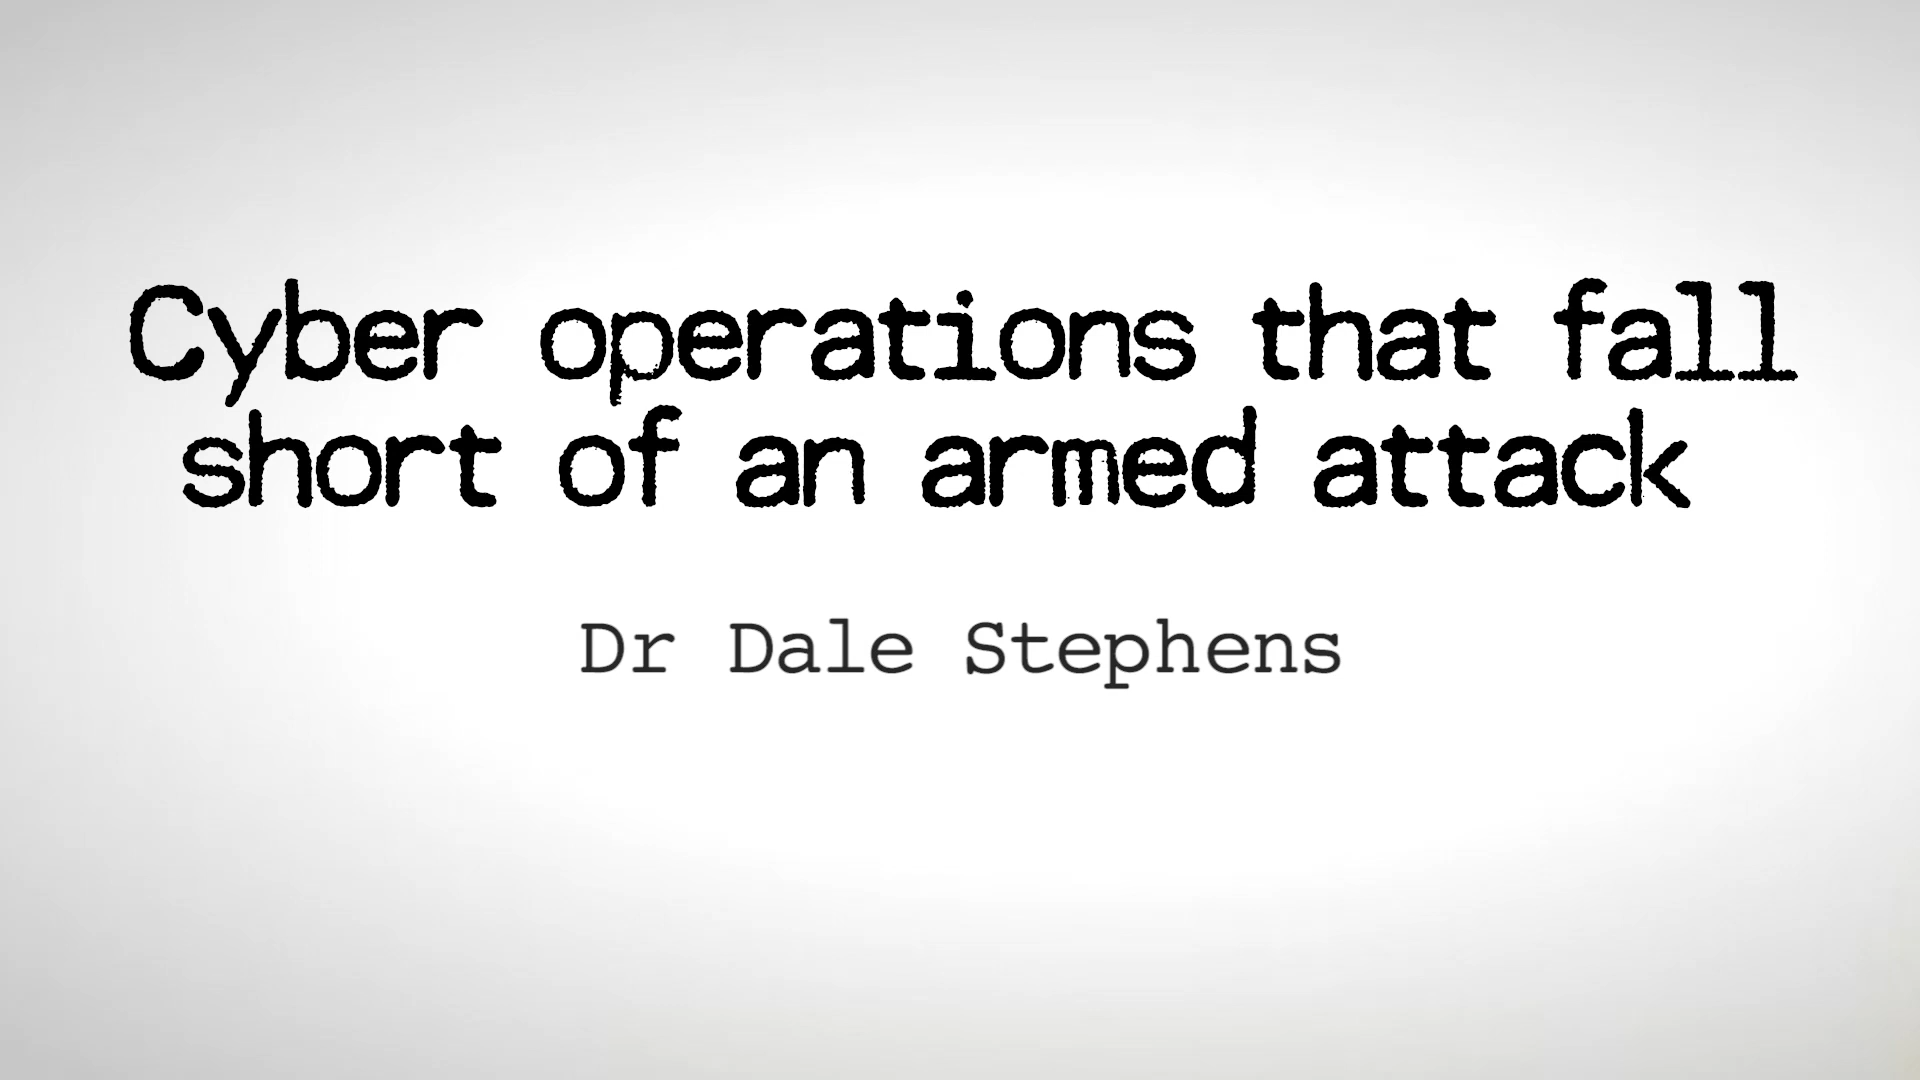 Cyber operations that fall
short of an armed attack
Dr Dale Stephens